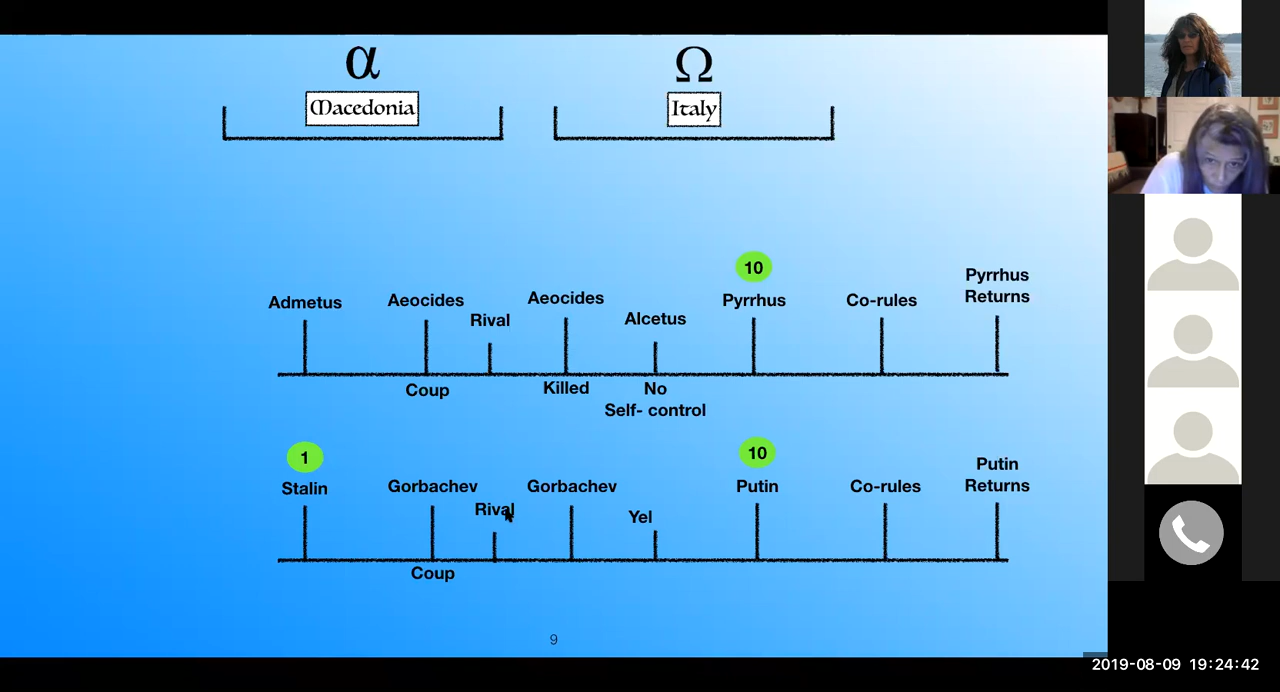 α
Ω
Macedonia
Italy
10
Pyrrhus
Returns
Admetus
Aeocides
Rival
Aeocides
Alcetus
Pyrrhus
Co-rules
Coup
Killed
No
Self- control
1
10
Putin
Returns
Stalin
Gorbachev
Rival
Gorbachev
Yel
Putin
Co-rules
Coup
9
2019-08-09 19:24:42